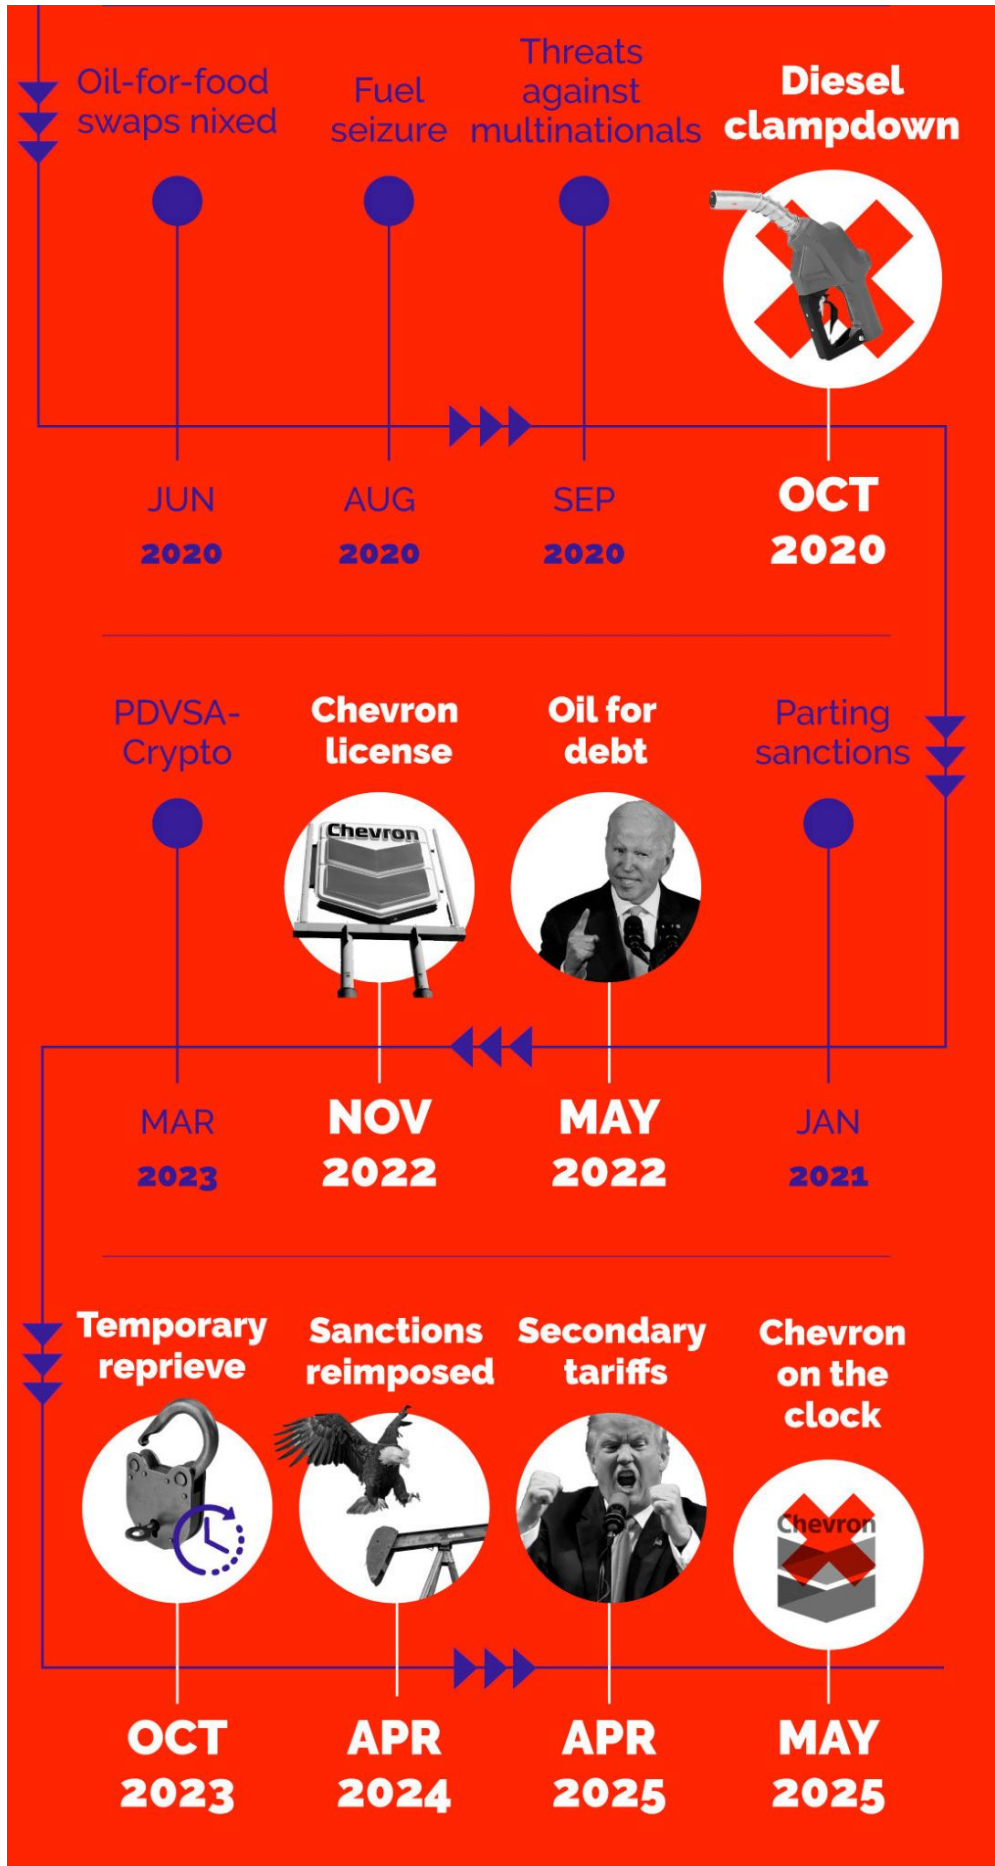 Oil-for-food
swaps nixed
Fuel
seizure
Threats
against
multinationals
Diesel
clampdown
JUN
2020
AUG
2020
SEP
2020
OCT
2020
PDVSA-
Crypto
Chevron
license
Oil for
debt
Parting
sanctions
Chevron
MAR
2023
NOV
2022
MAY
2022
JAN
2021
Temporary
reprieve
Sanctions
reimposed
Secondary
tariffs
Chevron
on the
clock
Chevron
OCT
2023
APR
2024
APR
2025
MAY
2025